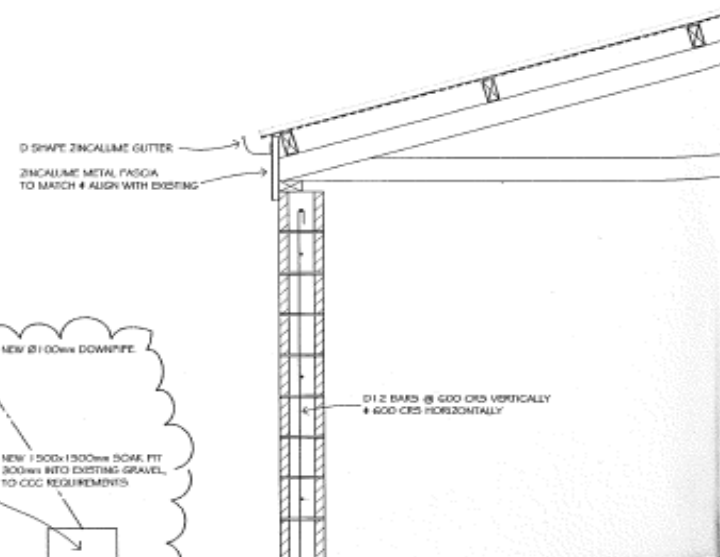 D SHAPE ZINCALUME GUTTER
ZINCALUME METAL FASCIA
TO MATCH & ALIGN WITH EXISTING
NEW Ø100mm DOWNPIPE
D12 BARS @ 600 CRS VERTICALLY
& 600 CRS HORIZONTALLY
NEW 1500x1500mm SOAK PIT
300mm INTO EXISTING GRAVEL,
TO CCC REQUIREMENTS